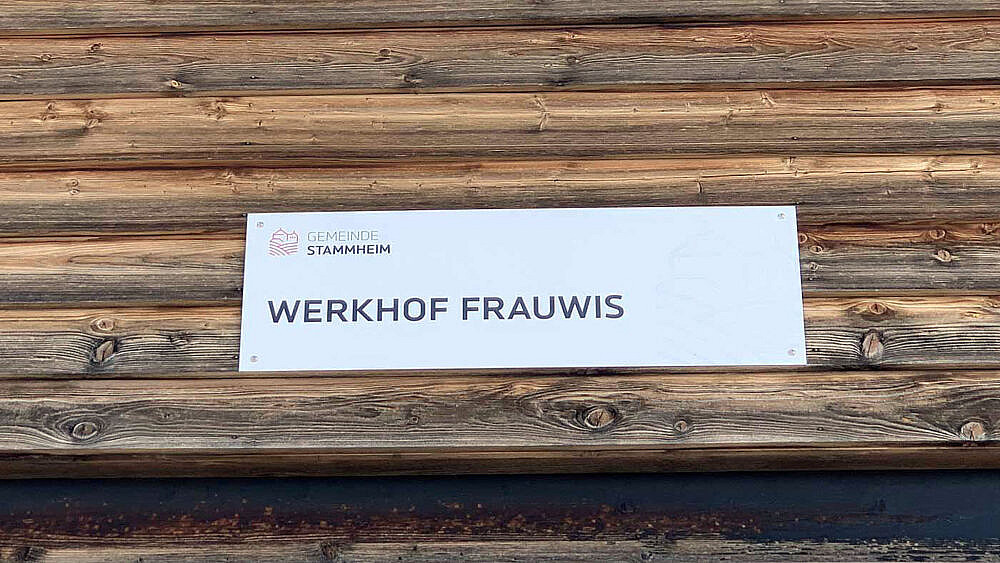 GEMEINDE
STAMMHEIM
WERKHOF FRAUWIS